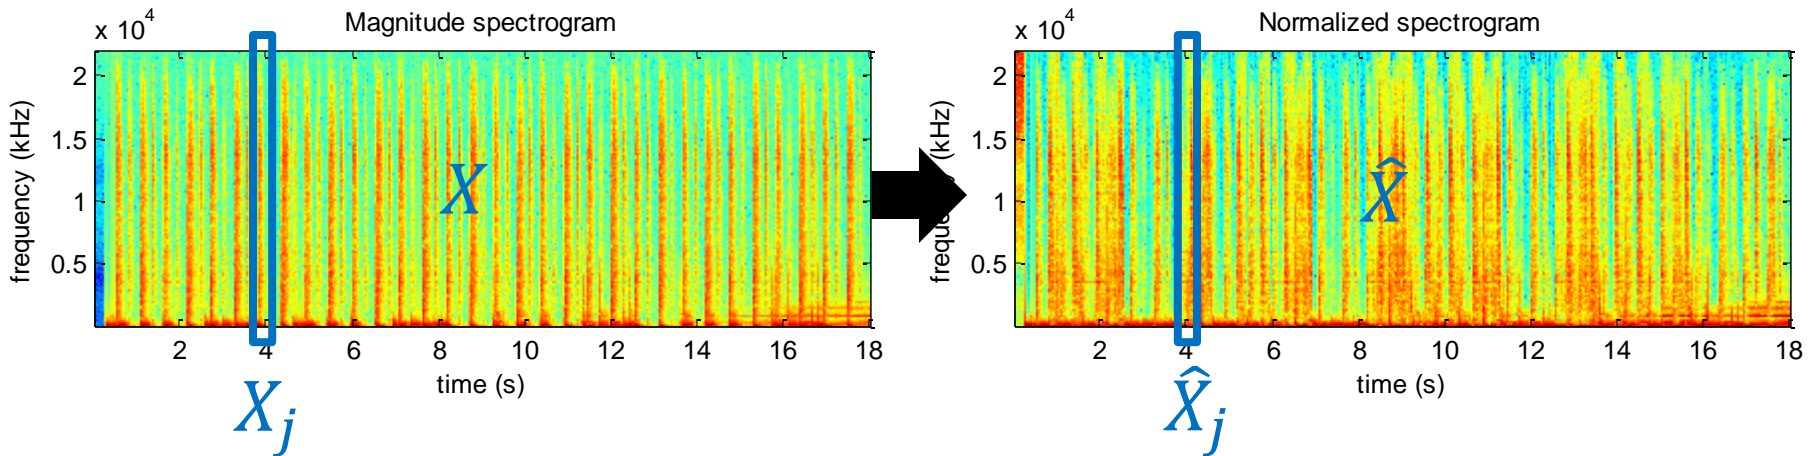 Magnitude spectrogram
x 10^4
frequency (kHz)
2
1.5
1
0.5
X
2 4 6 8 10 12 14 16 18
time (s)
X_j
Normalized spectrogram
x 10^4
(kHz)
frequ
2
1.5
1
0.5
X̂
2 4 6 8 10 12 14 16 18
time (s)
X̂_j